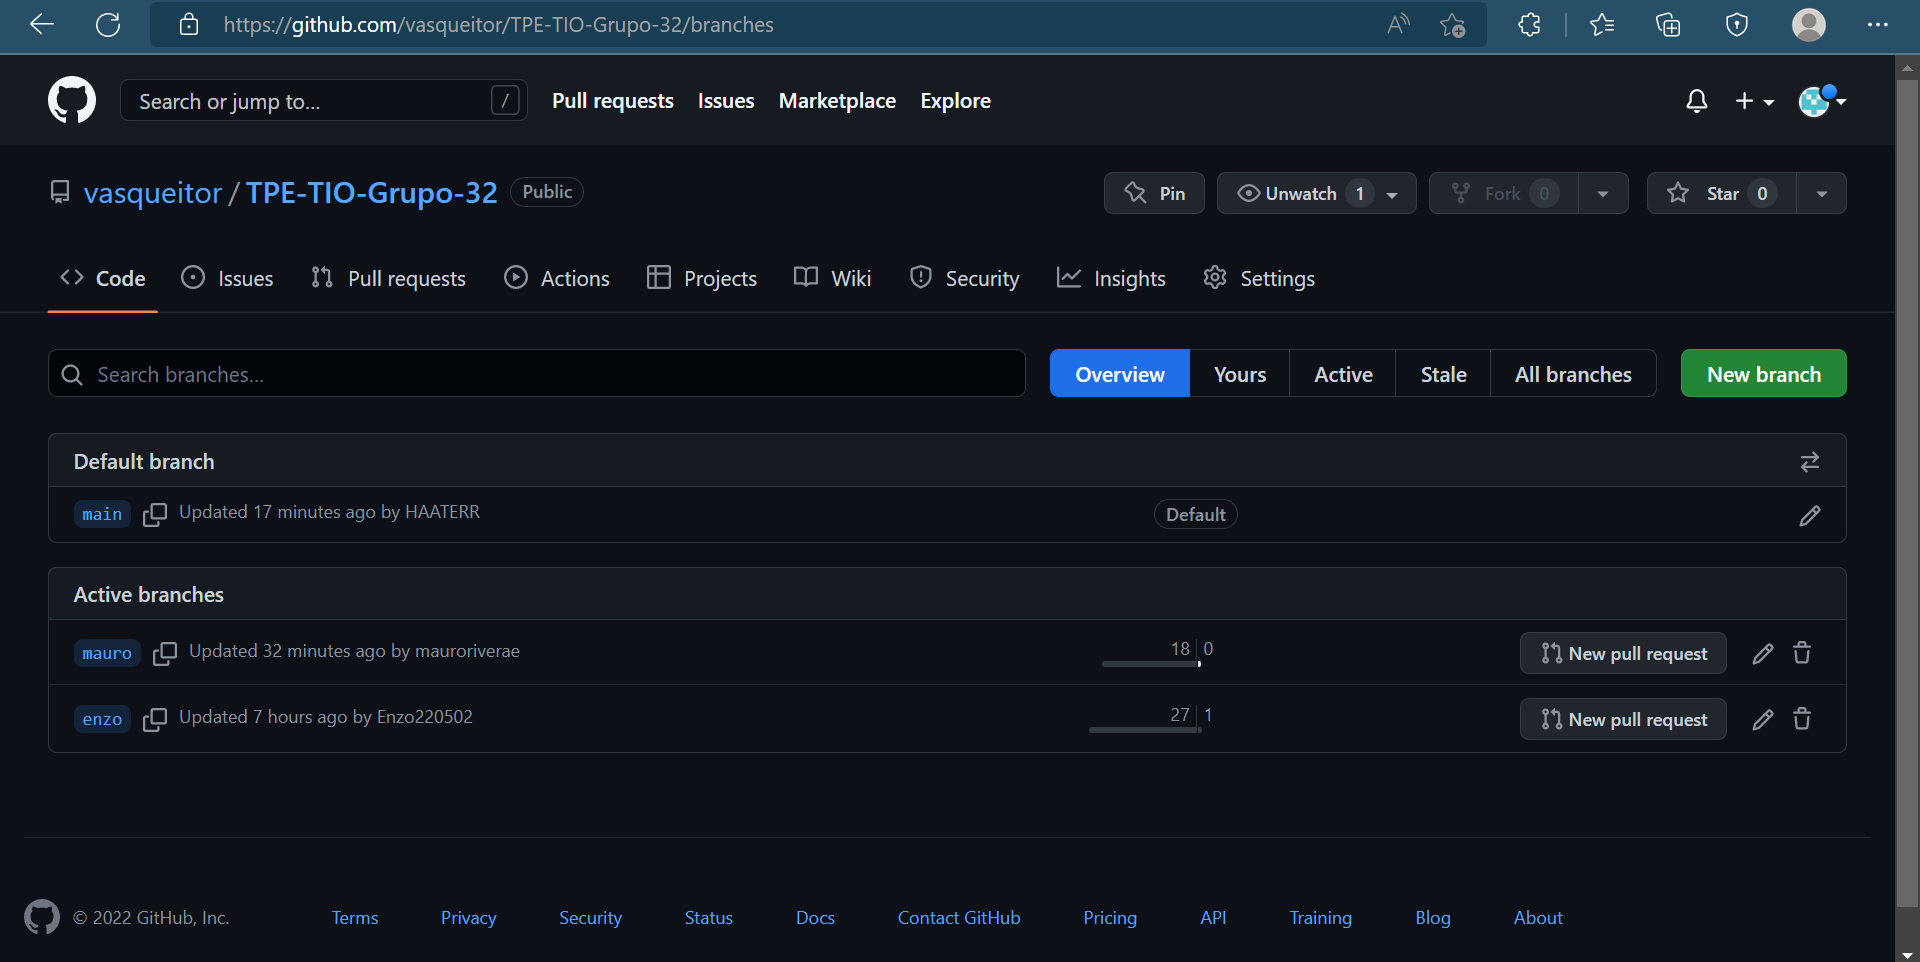 https://github.com/vasqueitor/TPE-TIO-Grupo-32/branches
Search or jump to... / Pull requests Issues Marketplace Explore
vasqueitor / TPE-TIO-Grupo-32 Public Pin Unwatch 1 Fork 0 Star 0
Code Issues Pull requests Actions Projects Wiki Security Insights Settings
Search branches... Overview Yours Active Stale All branches New branch
Default branch
main Updated 17 minutes ago by HAATERR Default
Active branches
mauro Updated 32 minutes ago by mauroriverae 18 0 New pull request
enzo Updated 7 hours ago by Enzo220502 27 1 New pull request
© 2022 GitHub, Inc. Terms Privacy Security Status Docs Contact GitHub Pricing API Training Blog About